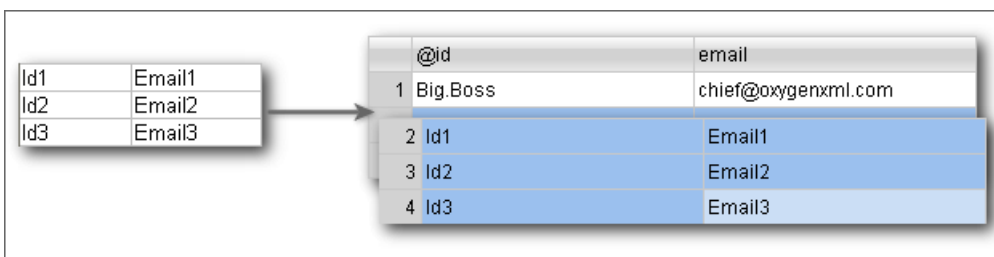 Id1 Email1
Id2 Email2
Id3 Email3
@id email
1 Big.Boss chief@oxygenxml.com
2 Id1 Email1
3 Id2 Email2
4 Id3 Email3